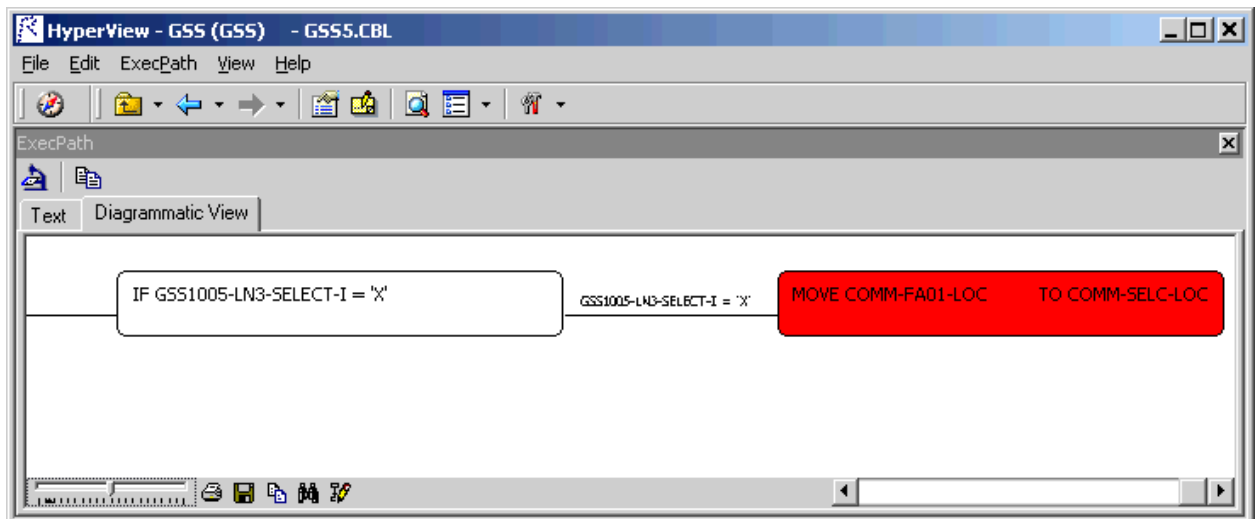 HyperView - GSS (GSS)    - GSS5.CBL
File  Edit  ExecPath  View  Help
ExecPath
Text  Diagrammatic View
IF GSS1005-LN3-SELECT-I = 'X'  GSS1005-LN3-SELECT-I = 'X'  MOVE COMM-FA01-LOC        TO COMM-SELC-LOC